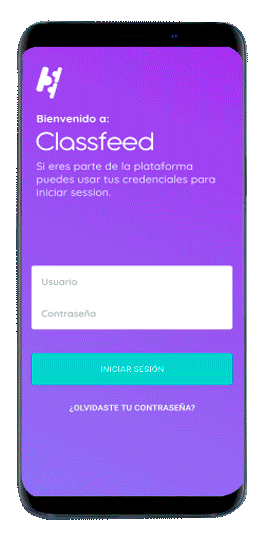 Bienvenido a:
Classfeed
Si eres parte de la plataforma
puedes usar tus credenciales para
iniciar session.
Usuario
Contraseña
INICIAR SESION
¿OLVIDASTE TU CONTRASEÑA?